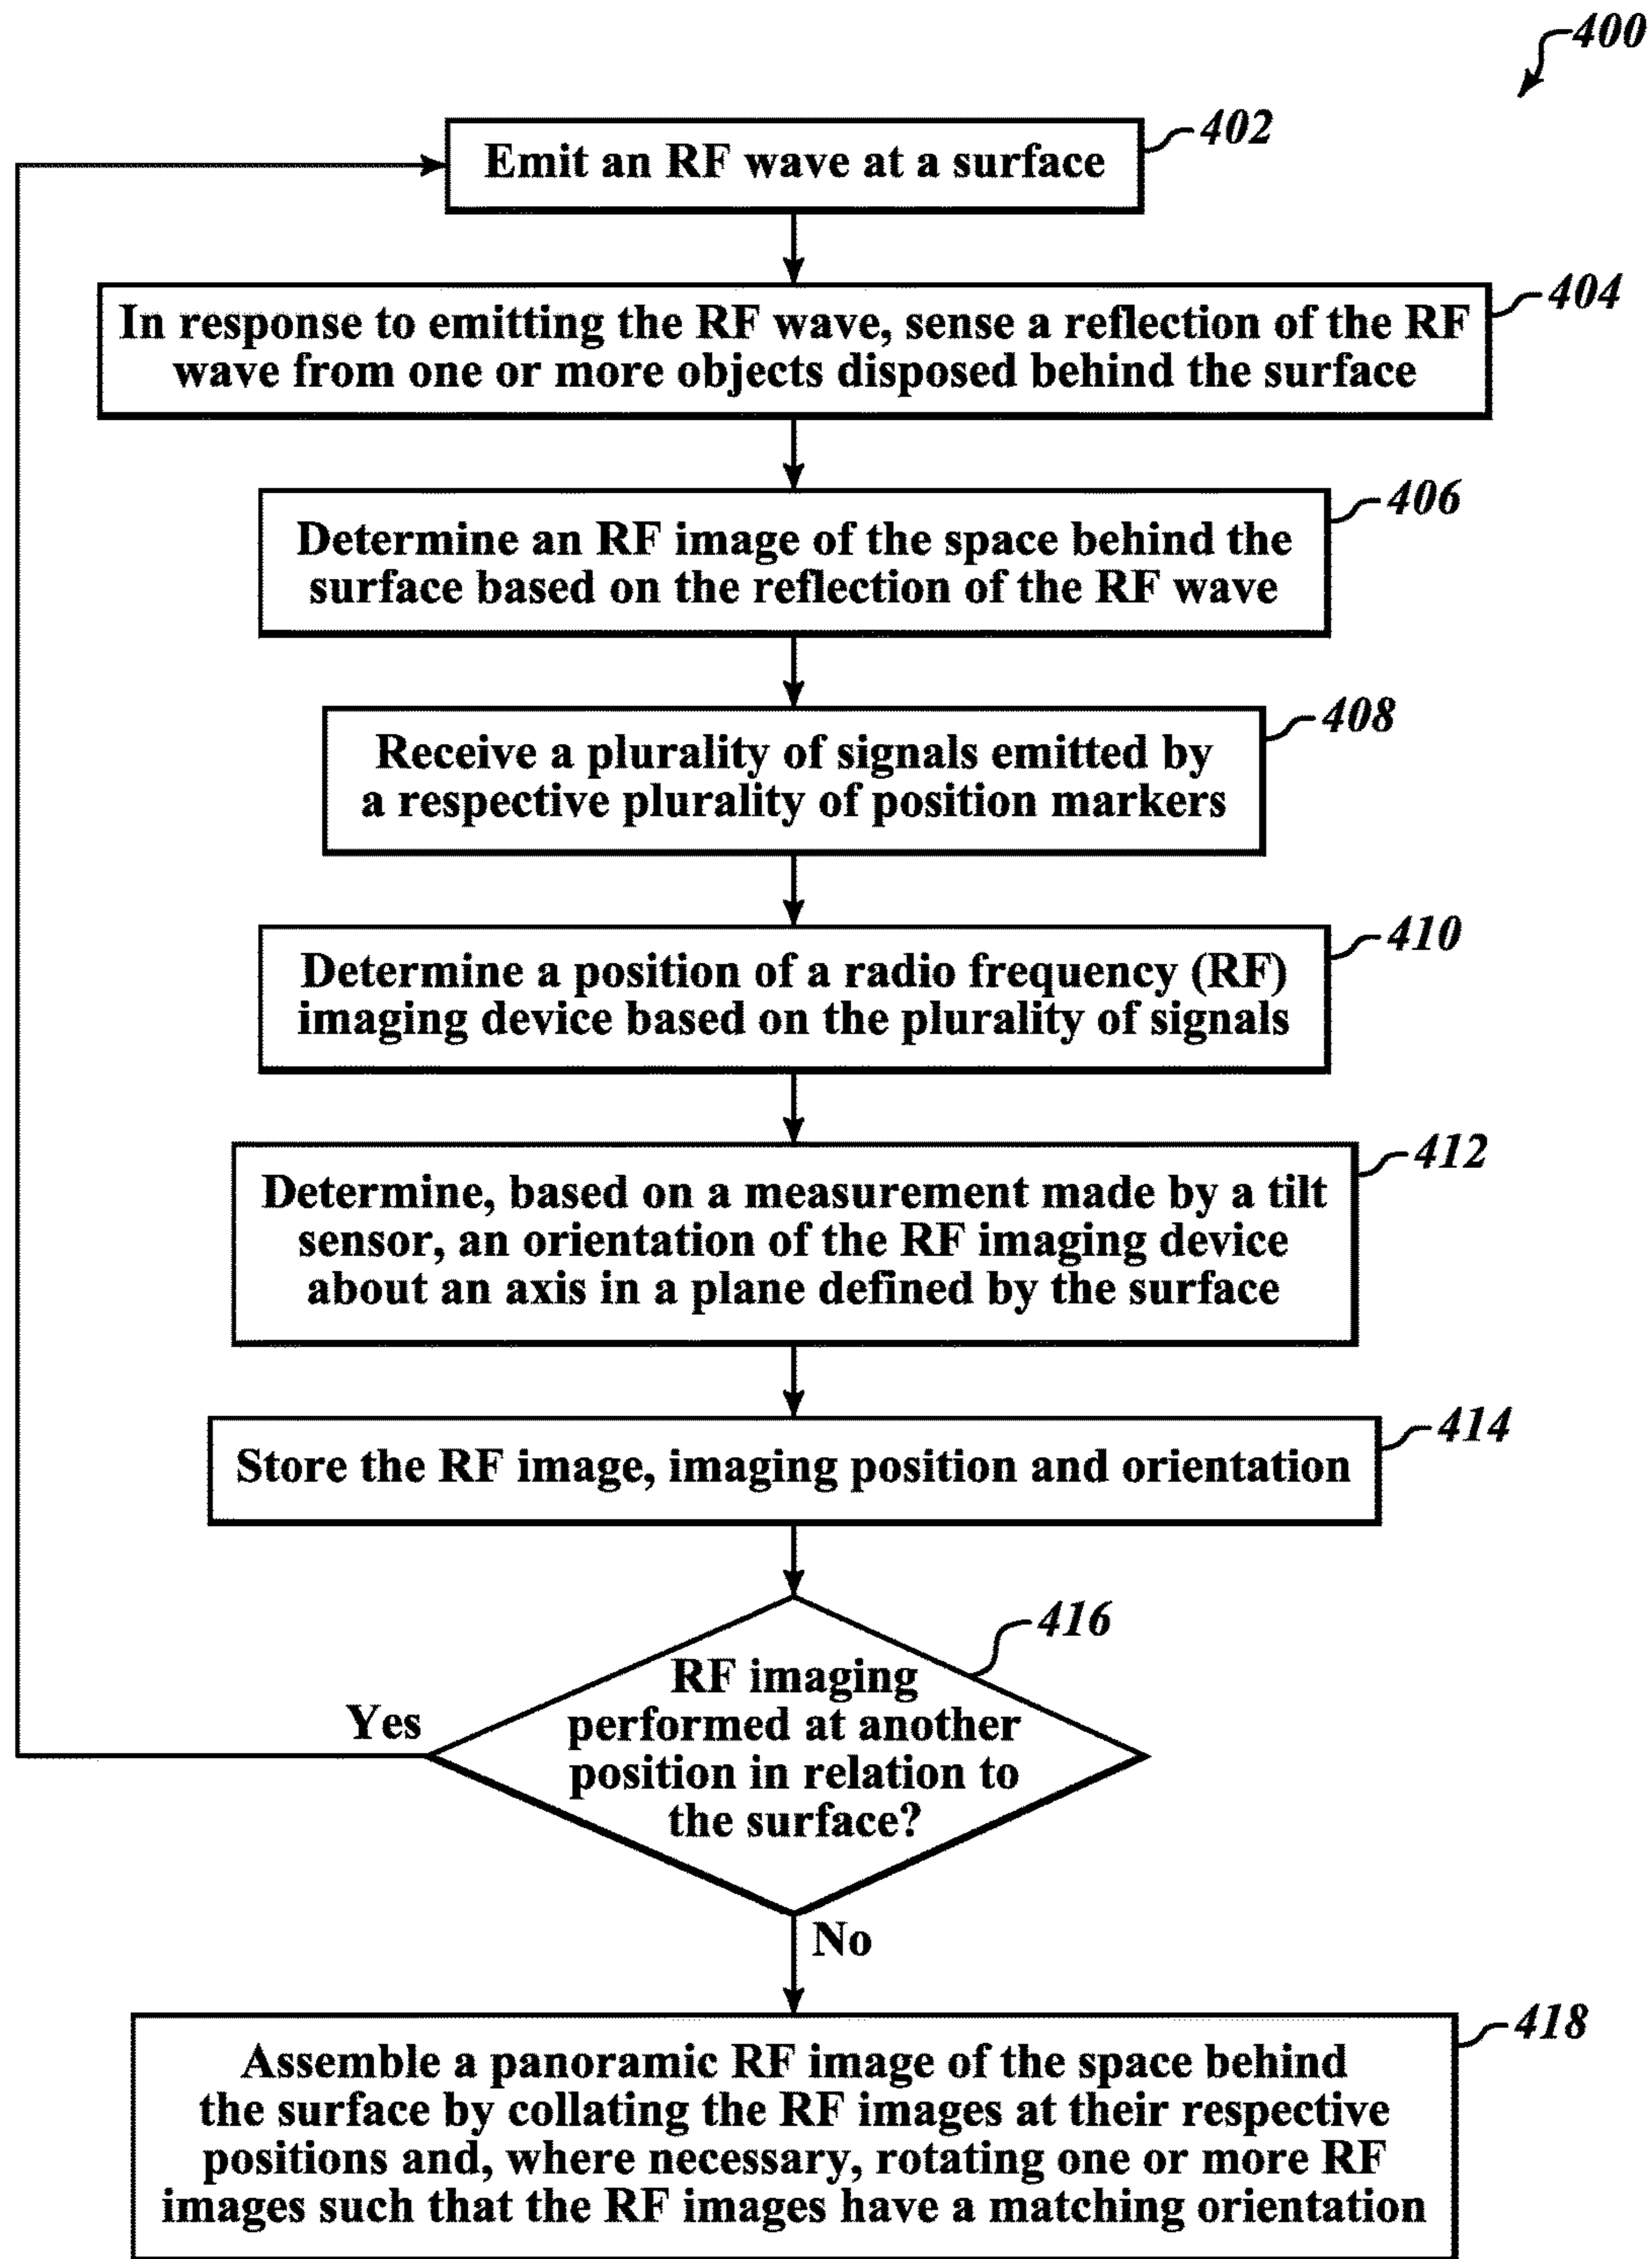 400
402
Emit an RF wave at a surface
404
In response to emitting the RF wave, sense a reflection of the RF
wave from one or more objects disposed behind the surface
406
Determine an RF image of the space behind the
surface based on the reflection of the RF wave
408
Receive a plurality of signals emitted by
a respective plurality of position markers
410
Determine a position of a radio frequency (RF)
imaging device based on the plurality of signals
412
Determine, based on a measurement made by a tilt
sensor, an orientation of the RF imaging device
about an axis in a plane defined by the surface
414
Store the RF image, imaging position and orientation
416
RF imaging
performed at another
position in relation to
the surface?
Yes
No
418
Assemble a panoramic RF image of the space behind
the surface by collating the RF images at their respective
positions and, where necessary, rotating one or more RF
images such that the RF images have a matching orientation